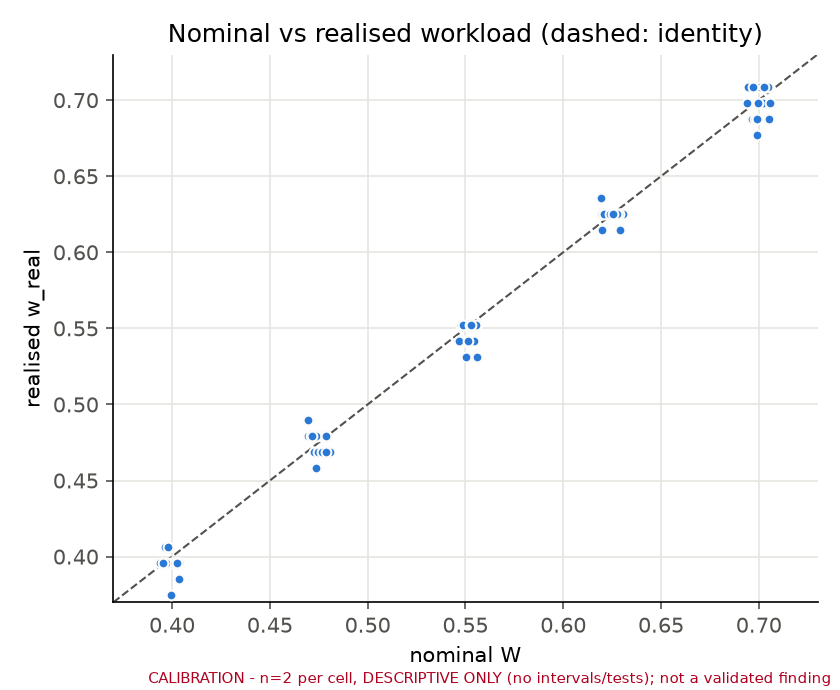 Nominal vs realised workload (dashed: identity)
realised w_real
0.70
0.65
0.60
0.55
0.50
0.45
0.40
0.40 0.45 0.50 0.55 0.60 0.65 0.70
nominal W
CALIBRATION - n=2 per cell, DESCRIPTIVE ONLY (no intervals/tests); not a validated finding